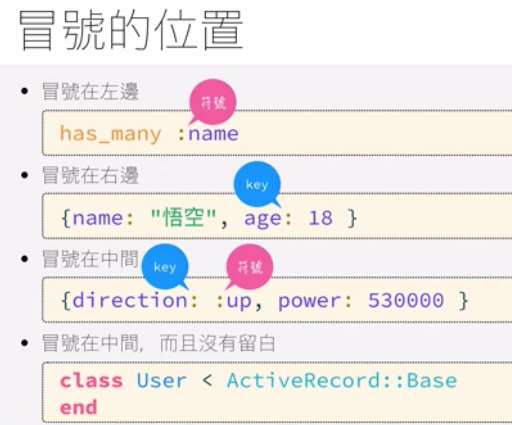 冒號的位置
冒號在左邊
符號
has_many :name
冒號在右邊
key
{name: "悟空", age: 18 }
冒號在中間
key
符號
{direction: :up, power: 530000 }
冒號在中間，而且沒有留白
class User < ActiveRecord::Base
end